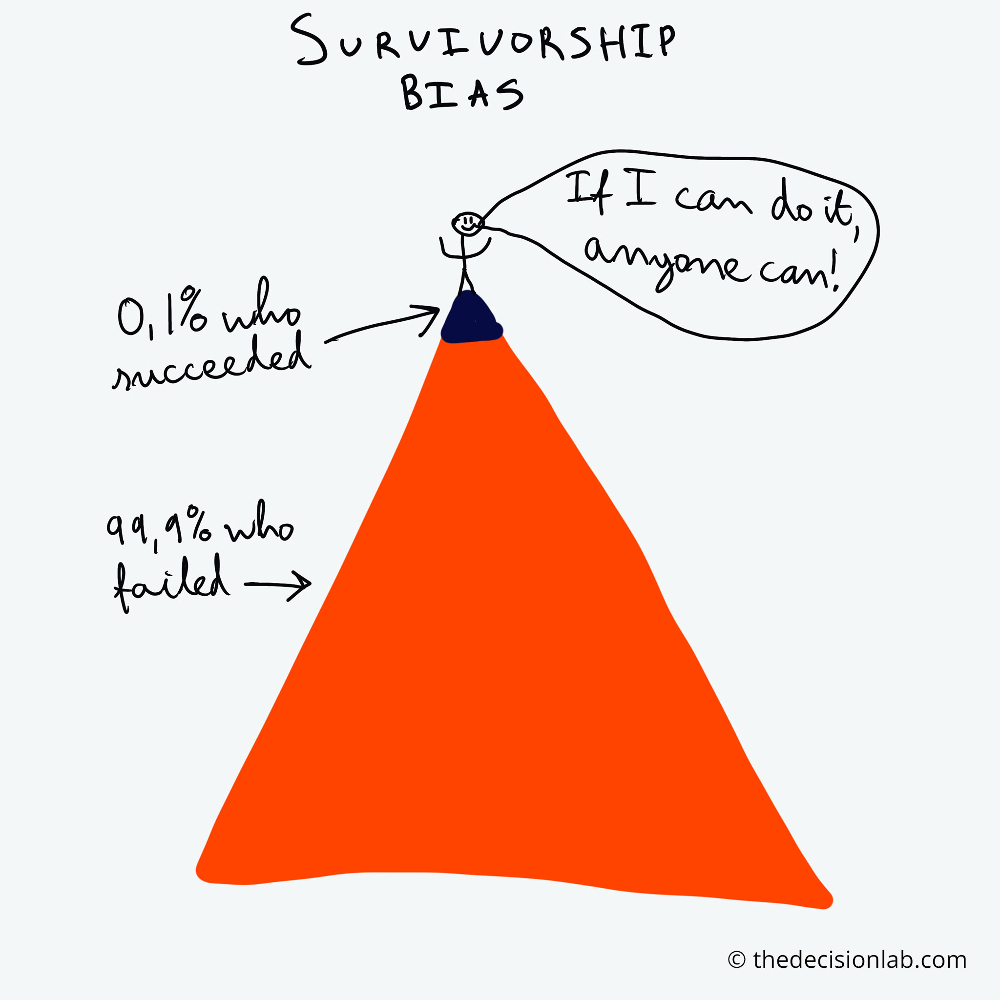 SURVIVORSHIP
BIAS
If I can do it,
anyone can!
0,1% who
succeeded
99,9% who
failed
© thedecisionlab.com